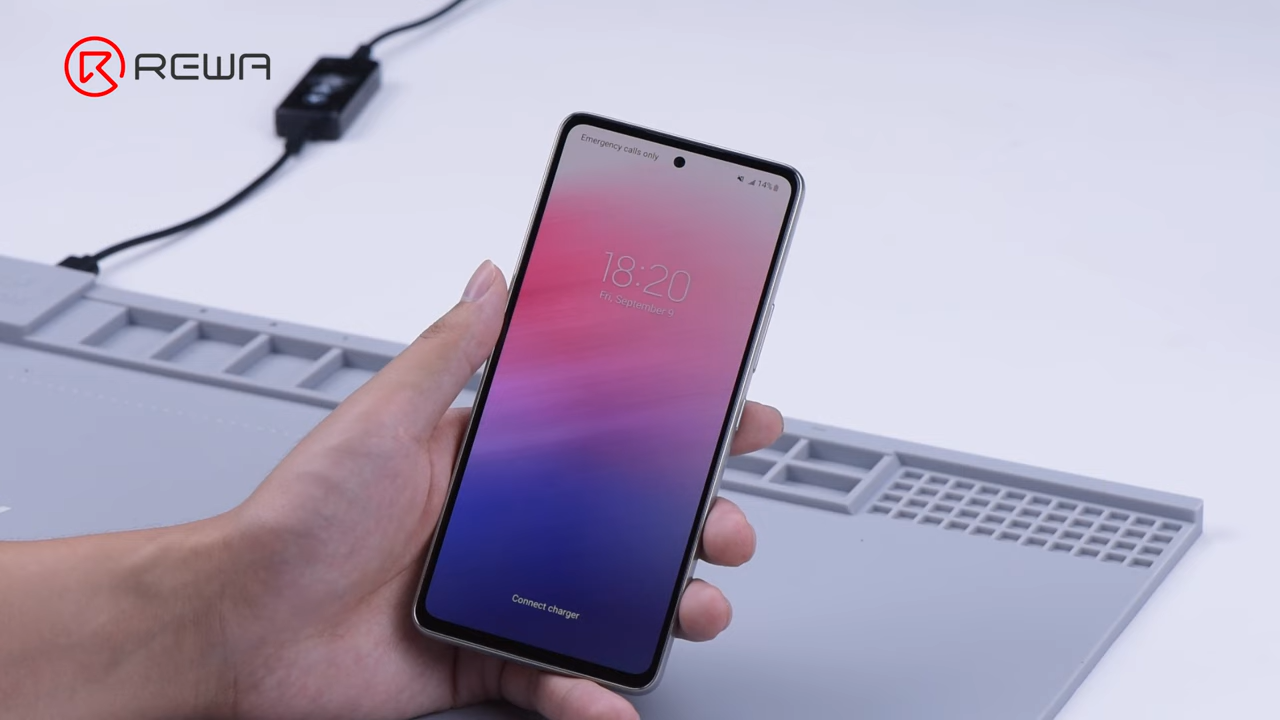 REWA
Emergency calls only
14%
18:20
Fri, September 9
Connect charger